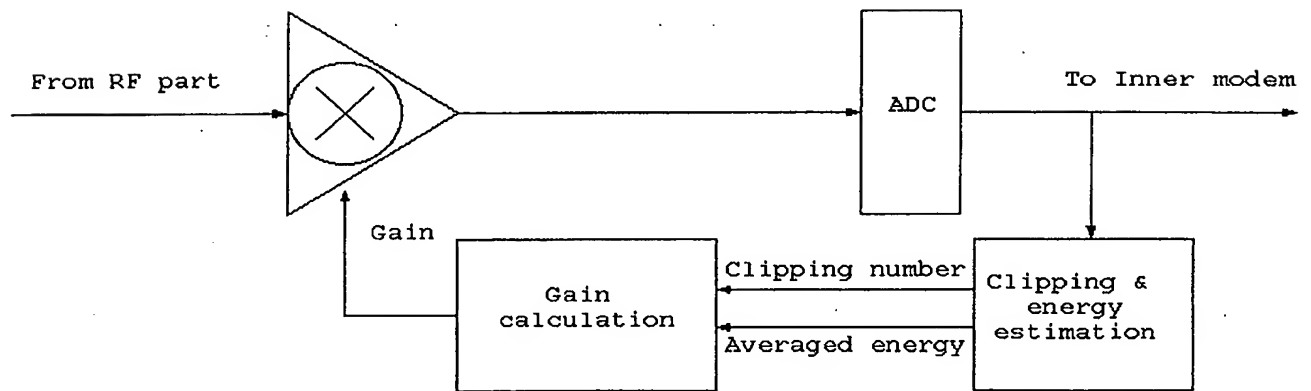 From RF part
ADC
To Inner modem
Gain
Gain
calculation
Clipping number
Averaged energy
Clipping &
energy
estimation